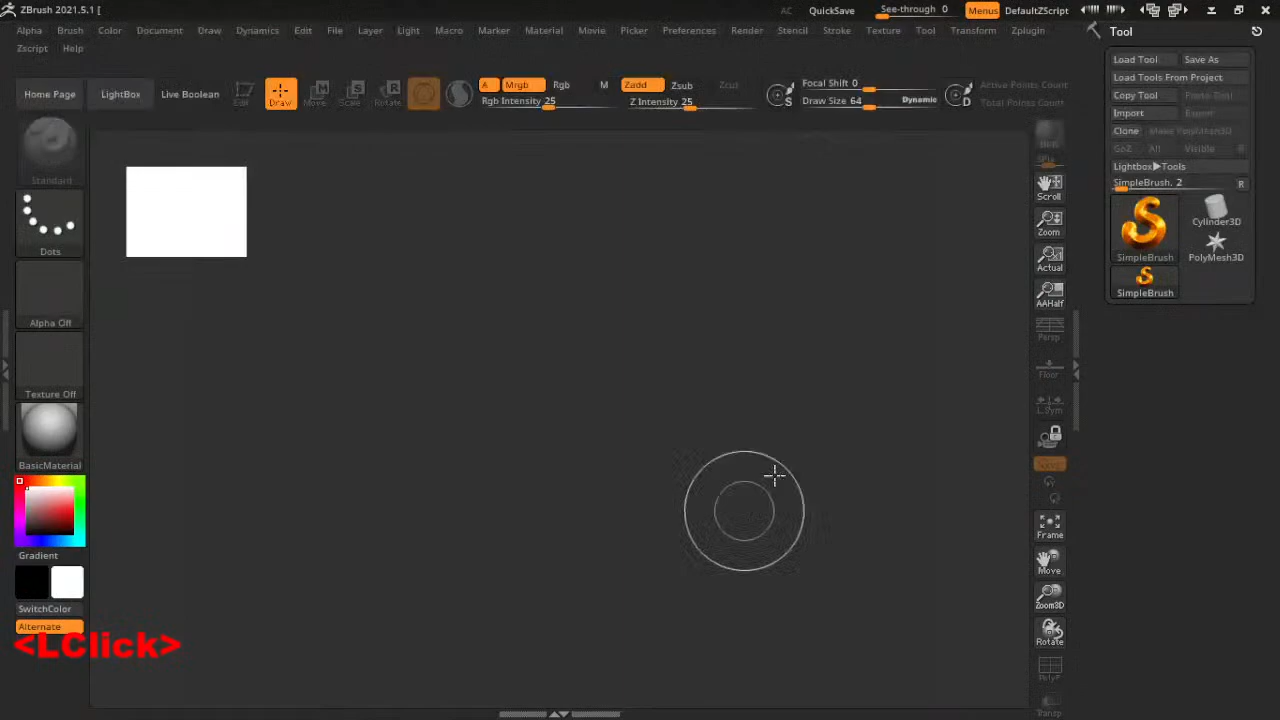 ZBrush 2021.5.1 [
AC QuickSave See-through 0 Menus DefaultZScript
Alpha Brush Color Document Draw Dynamics Edit File Layer Light Macro Marker Material Movie Picker Preferences Render Stencil Stroke Texture Tool Transform Zplugin
Zscript Help
Home Page LightBox Live Boolean Edit Draw Move Scale Rotate
A Mrgb Rgb M Zadd Zsub Zcut
Rgb Intensity 25 Z Intensity 25
Focal Shift 0 Active Points Count
Draw Size 64 Dynamic Total Points Count
S
D
Standard
Dots
Alpha Off
Texture Off
BasicMaterial
Gradient
SwitchColor
Alternate
<LClick>
BPR
SPix
Scroll
Zoom
Actual
AAHalf
Persp
Floor
L.Sym
Frame
Move
Zoom3D
Rotate
PolyF
Transp
Tool
Load Tool Save As
Load Tools From Project
Copy Tool Paste Tool
Import Export
Clone Make PolyMesh3D
GoZ All Visible R
Lightbox▶Tools
SimpleBrush. 2 R
SimpleBrush
Cylinder3D
PolyMesh3D
SimpleBrush